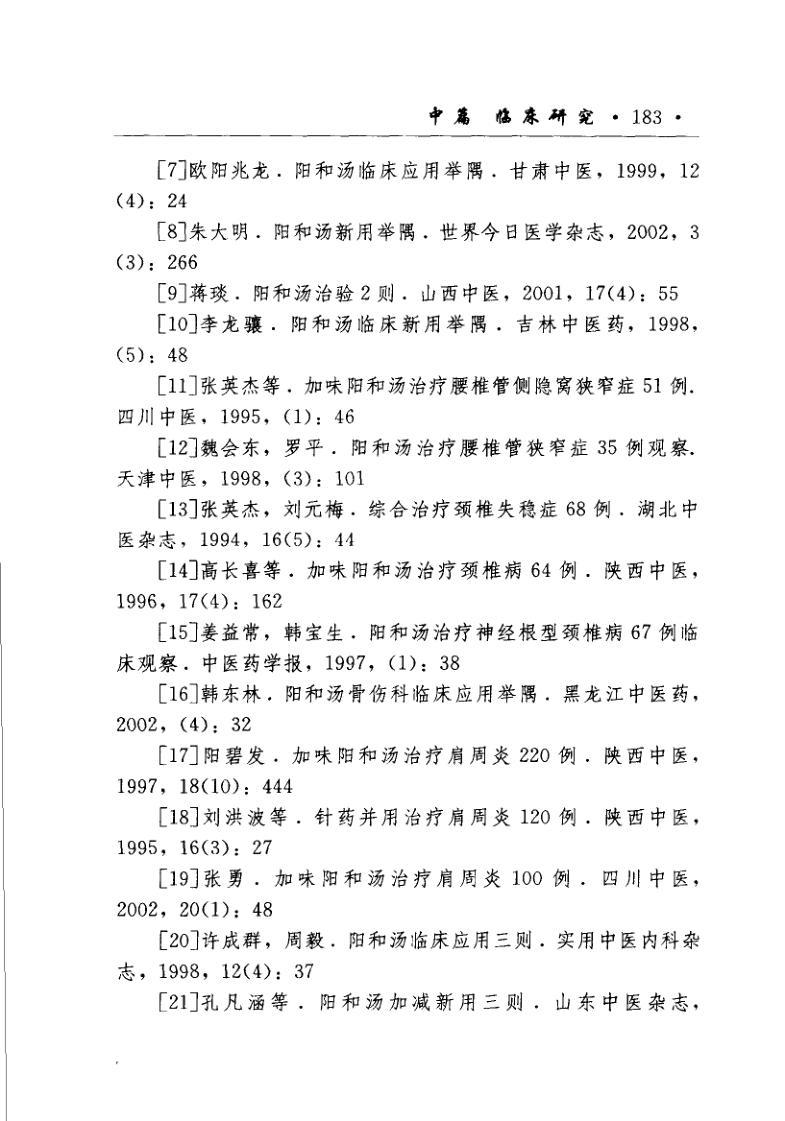 中篇 临床研究 · 183 ·
[7]欧阳兆龙．阳和汤临床应用举隅．甘肃中医，1999，12
(4)：24
[8]朱大明．阳和汤新用举隅．世界今日医学杂志，2002，3
(3)：266
[9]蒋琰．阳和汤治验2则．山西中医，2001，17(4)：55
[10]李龙骧．阳和汤临床新用举隅．吉林中医药，1998，
(5)：48
[11]张英杰等．加味阳和汤治疗腰椎管侧隐窝狭窄症51例．
四川中医，1995，(1)：46
[12]魏会东，罗平．阳和汤治疗腰椎管狭窄症35例观察．
天津中医，1998，(3)：101
[13]张英杰，刘元梅．综合治疗颈椎失稳症68例．湖北中
医杂志，1994，16(5)：44
[14]高长喜等．加味阳和汤治疗颈椎病64例．陕西中医，
1996，17(4)：162
[15]姜益常，韩宝生．阳和汤治疗神经根型颈椎病67例临
床观察．中医药学报，1997，(1)：38
[16]韩东林．阳和汤骨伤科临床应用举隅．黑龙江中医药，
2002，(4)：32
[17]阳碧发．加味阳和汤治疗肩周炎220例．陕西中医，
1997，18(10)：444
[18]刘洪波等．针药并用治疗肩周炎120例．陕西中医，
1995，16(3)：27
[19]张勇．加味阳和汤治疗肩周炎100例．四川中医，
2002，20(1)：48
[20]许成群，周毅．阳和汤临床应用三则．实用中医内科杂
志，1998，12(4)：37
[21]孔凡涵等．阳和汤加减新用三则．山东中医杂志，